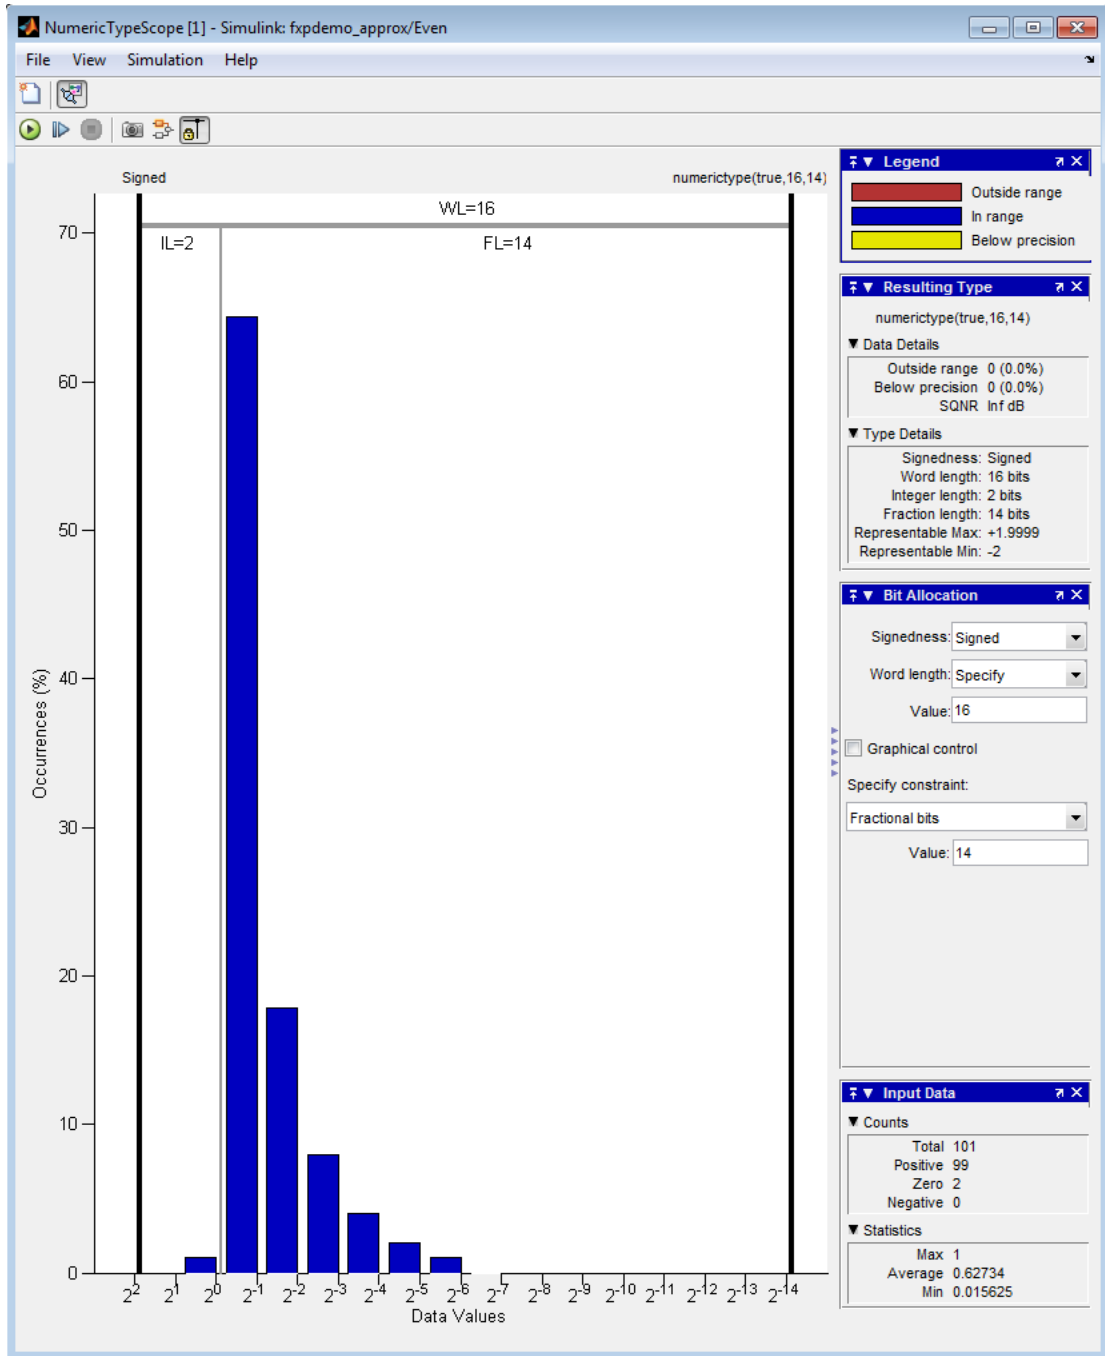 NumericTypeScope [1] - Simulink: fxpdemo_approx/Even
File View Simulation Help
Signed
numerictype(true,16,14)
WL=16
IL=2
FL=14
70
60
50
40
30
20
10
0
Occurrences (%)
2^2 2^1 2^0 2^-1 2^-2 2^-3 2^-4 2^-5 2^-6 2^-7 2^-8 2^-9 2^-10 2^-11 2^-12 2^-13 2^-14
Data Values
Legend
Outside range
In range
Below precision
Resulting Type
numerictype(true,16,14)
Data Details
Outside range 0 (0.0%)
Below precision 0 (0.0%)
SQNR Inf dB
Type Details
Signedness: Signed
Word length: 16 bits
Integer length: 2 bits
Fraction length: 14 bits
Representable Max: +1.9999
Representable Min: -2
Bit Allocation
Signedness: Signed
Word length: Specify
Value: 16
Graphical control
Specify constraint:
Fractional bits
Value: 14
Input Data
Counts
Total 101
Positive 99
Zero 2
Negative 0
Statistics
Max 1
Average 0.62734
Min 0.015625